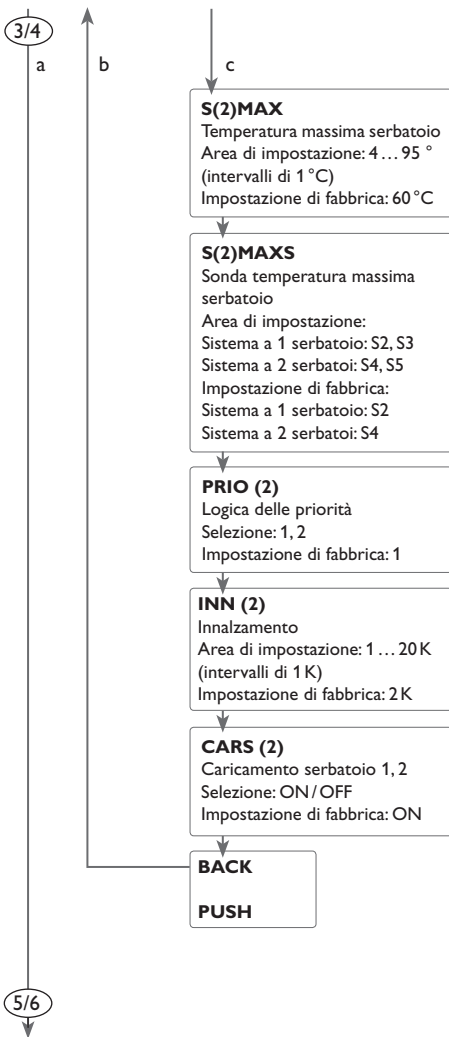 3/4
a
b
c
S(2)MAX
Temperatura massima serbatoio
Area di impostazione: 4 … 95 °
(intervalli di 1 °C)
Impostazione di fabbrica: 60 °C
S(2)MAXS
Sonda temperatura massima
serbatoio
Area di impostazione:
Sistema a 1 serbatoio: S2, S3
Sistema a 2 serbatoi: S4, S5
Impostazione di fabbrica:
Sistema a 1 serbatoio: S2
Sistema a 2 serbatoi: S4
PRIO (2)
Logica delle priorità
Selezione: 1, 2
Impostazione di fabbrica: 1
INN (2)
Innalzamento
Area di impostazione: 1 … 20 K
(intervalli di 1 K)
Impostazione di fabbrica: 2 K
CARS (2)
Caricamento serbatoio 1, 2
Selezione: ON / OFF
Impostazione di fabbrica: ON
BACK
PUSH
5/6